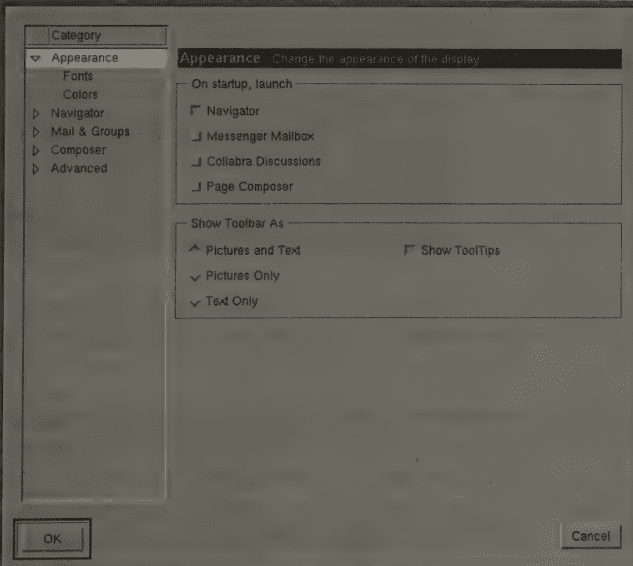 Category
Appearance
Fonts
Colors
Navigator
Mail & Groups
Composer
Advanced
Appearance Change the appearance of the display
On startup, launch
Navigator
Messenger Mailbox
Collabra Discussions
Page Composer
Show Toolbar As
Pictures and Text
Show ToolTips
Pictures Only
Text Only
OK
Cancel